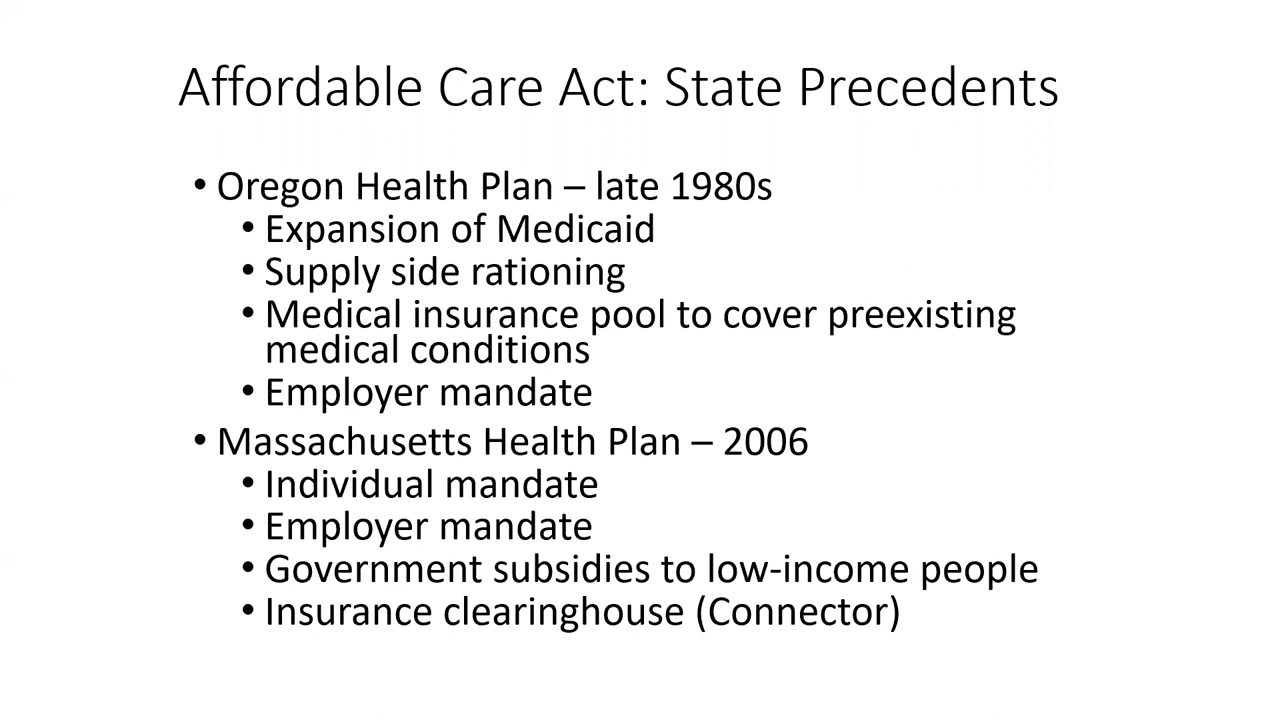 Affordable Care Act: State Precedents
• Oregon Health Plan – late 1980s
• Expansion of Medicaid
• Supply side rationing
• Medical insurance pool to cover preexisting
medical conditions
• Employer mandate
• Massachusetts Health Plan – 2006
• Individual mandate
• Employer mandate
• Government subsidies to low-income people
• Insurance clearinghouse (Connector)